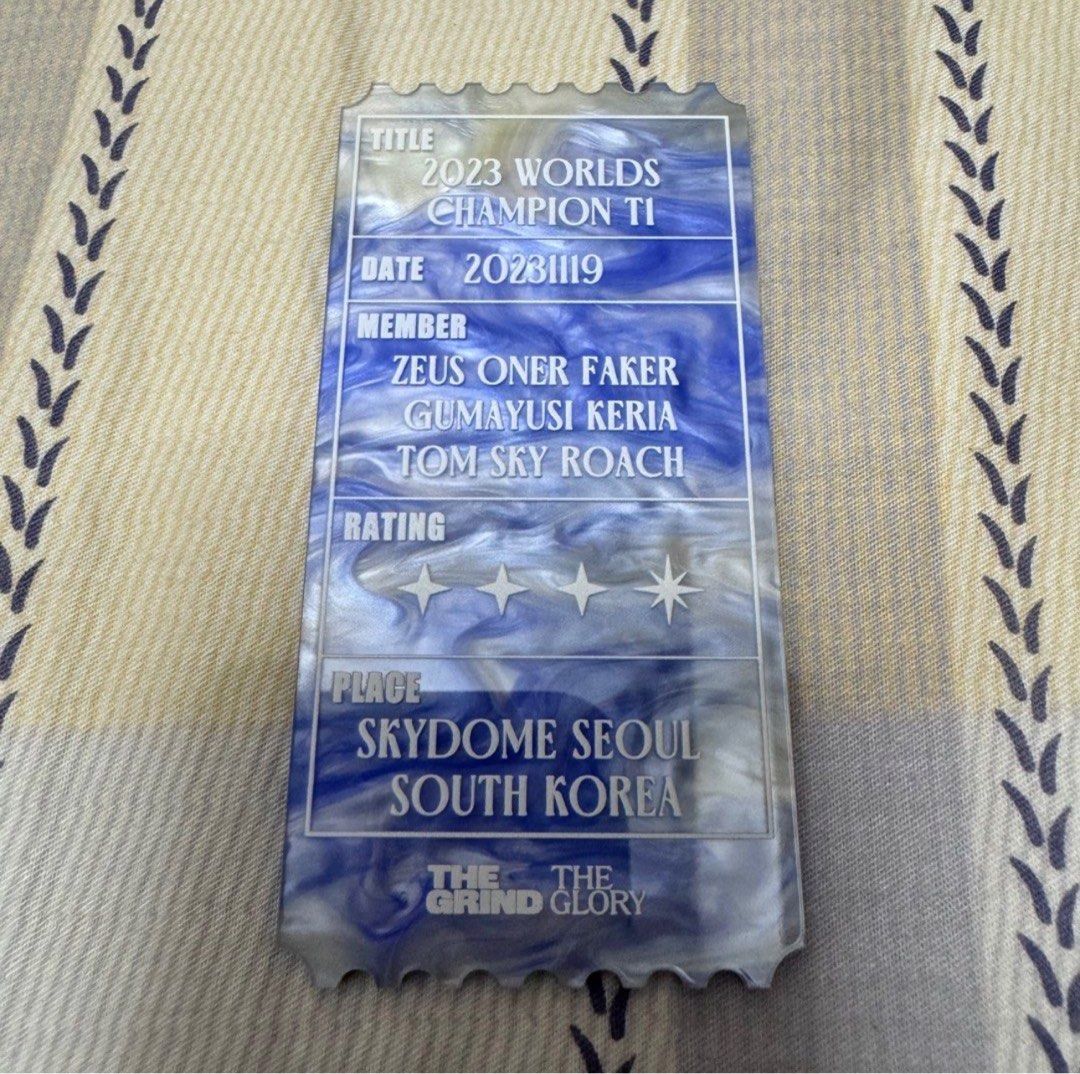 TITLE
2023 WORLDS
CHAMPION T1
DATE 20231119
MEMBER
ZEUS ONER FAKER
GUMAYUSI KERIA
TOM SKY ROACH
RATING
PLACE
SKYDOME SEOUL
SOUTH KOREA
THE GRIND THE GLORY